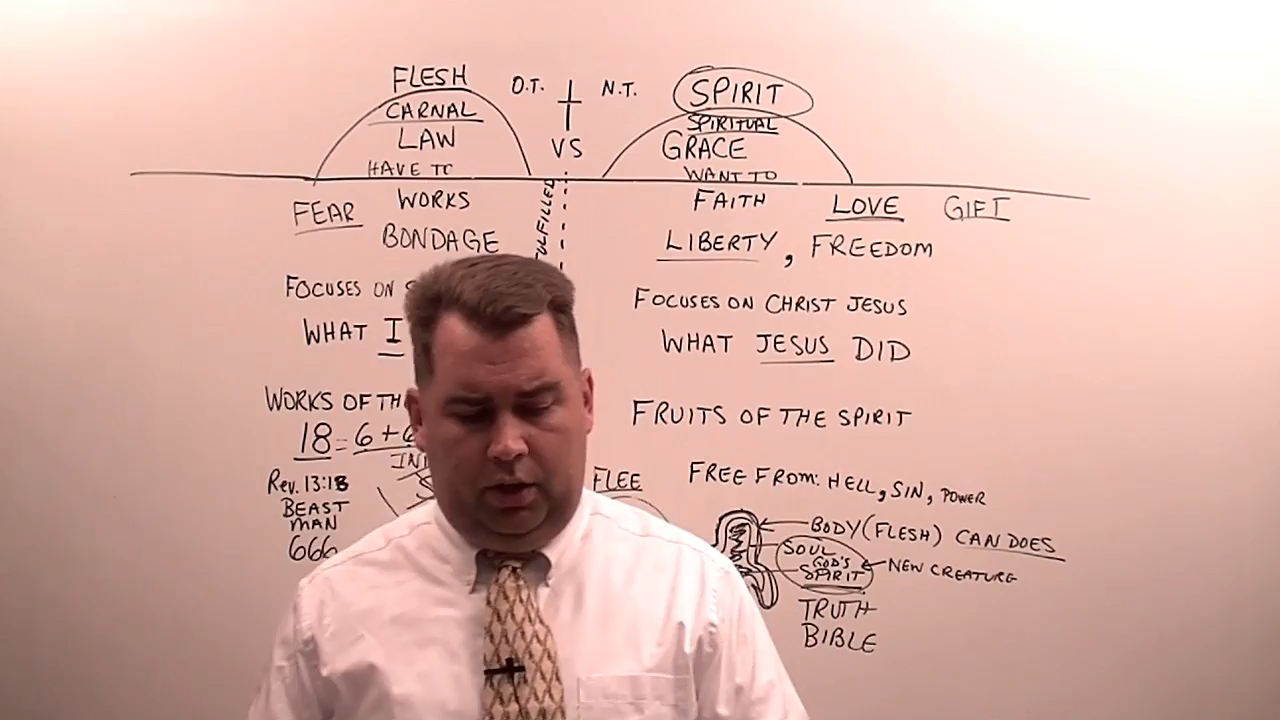 FLESH
CARNAL
LAW
HAVE TO
O.T.
N.T.
VS
SPIRIT
SPIRITUAL
GRACE
WANT TO
FEAR
WORKS
BONDAGE
FAITH
LOVE
GIFT
LIBERTY, FREEDOM
FOCUSES ON
WHAT I
FOCUSES ON CHRIST JESUS
WHAT JESUS DID
WORKS OF
18=6+6
Rev. 13:18
BEAST
MAN
666
FRUITS OF THE SPIRIT
FLEE
FREE FROM: HELL, SIN, POWER
BODY (FLESH) CAN DOES
SOUL
GOD'S
SPIRIT
NEW CREATURE
TRUTH
BIBLE